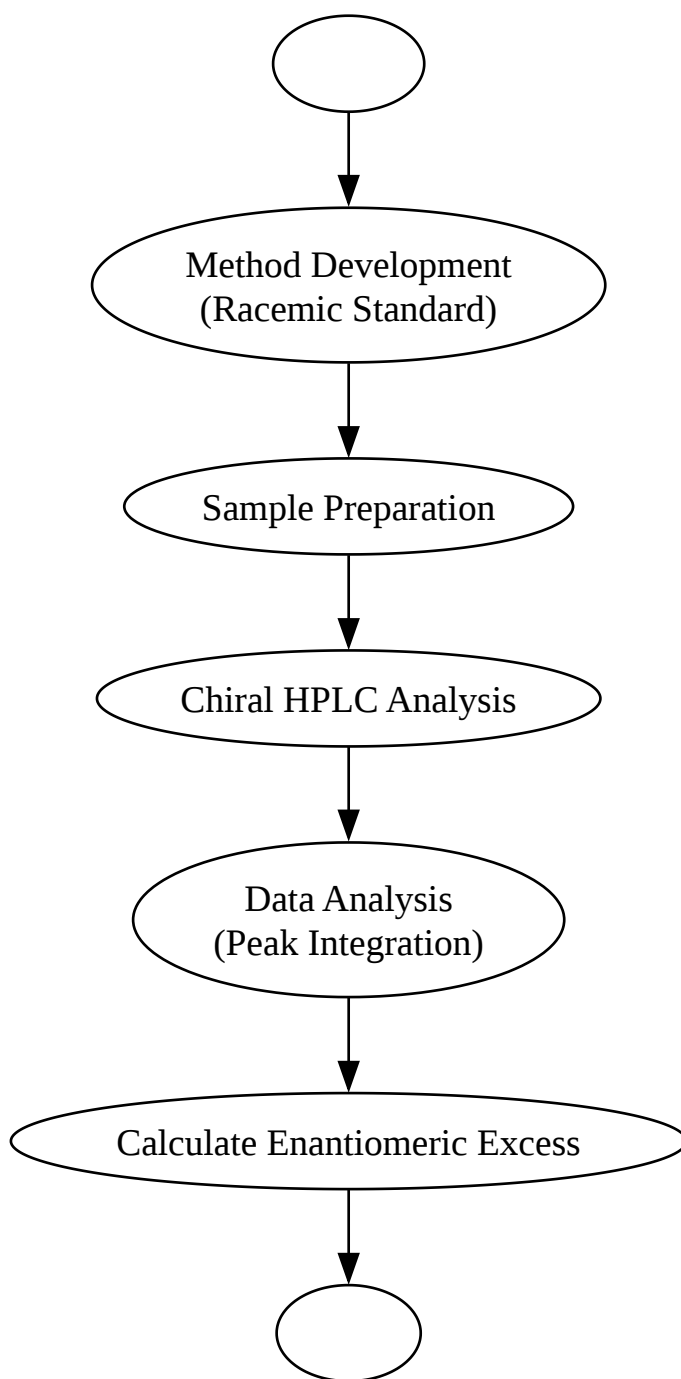 Method Development
(Racemic Standard)
Sample Preparation
Chiral HPLC Analysis
Data Analysis
(Peak Integration)
Calculate Enantiomeric Excess